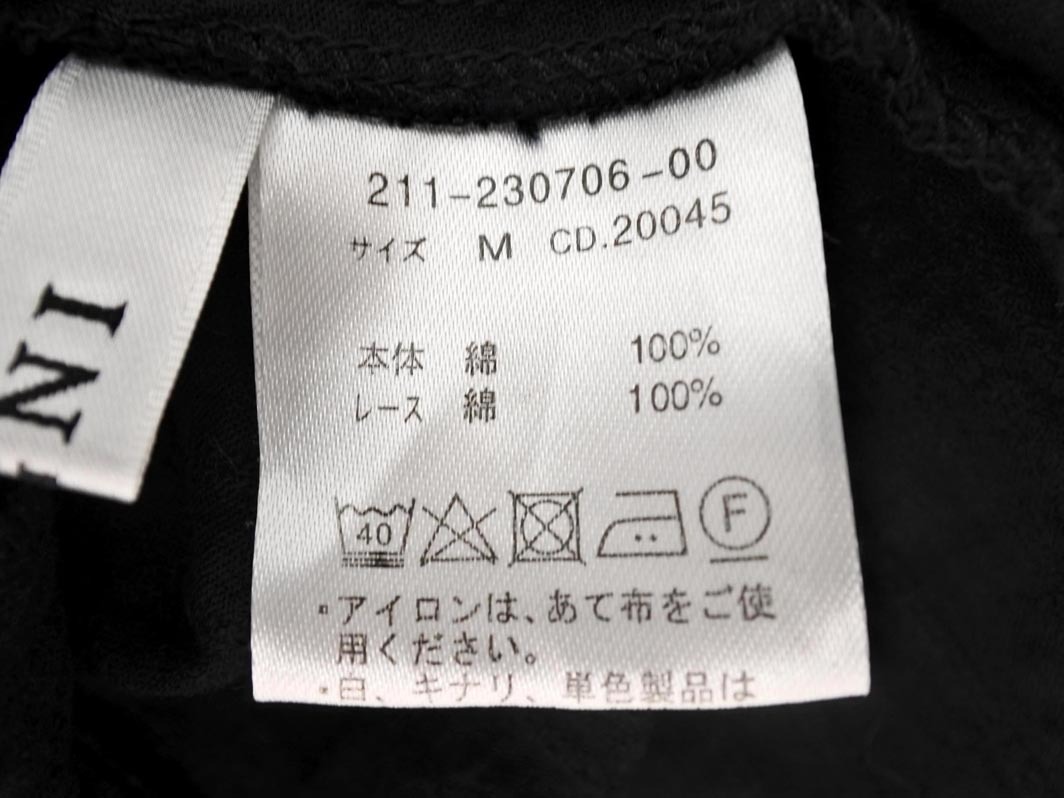 211-230706-00
サイズ M CD.20045
本体 綿 100%
レース 綿 100%
40
F
・アイロンは、あて布をご使
用ください。
・白、キナリ、単色製品は
NI